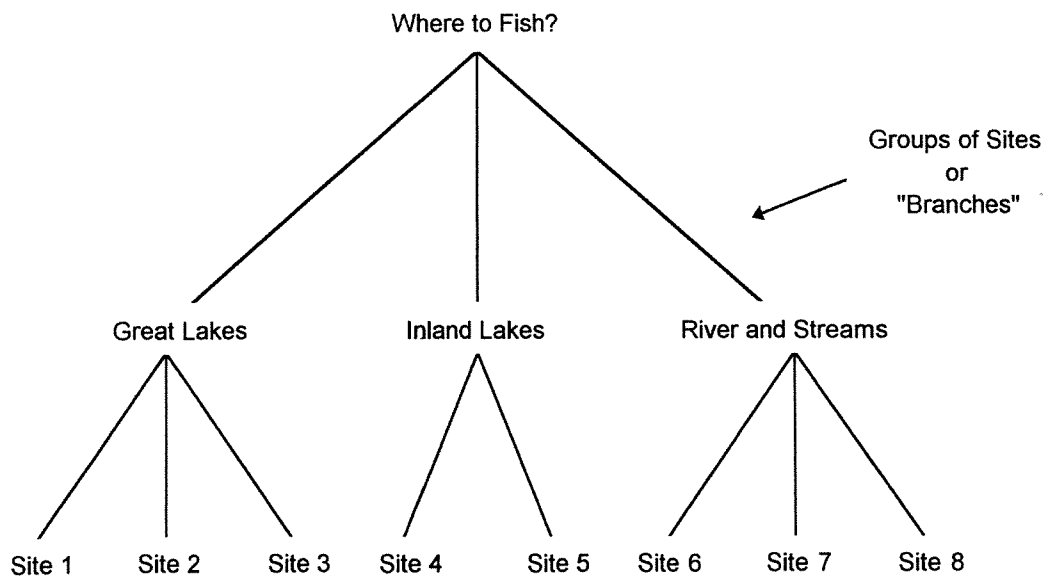 Where to Fish?
Groups of Sites
or
"Branches"
Great Lakes
Inland Lakes
River and Streams
Site 1
Site 2
Site 3
Site 4
Site 5
Site 6
Site 7
Site 8